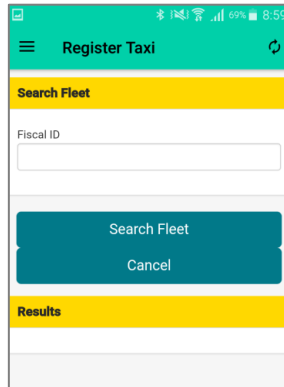 69% 8:59
Register Taxi
Search Fleet
Fiscal ID
Search Fleet
Cancel
Results